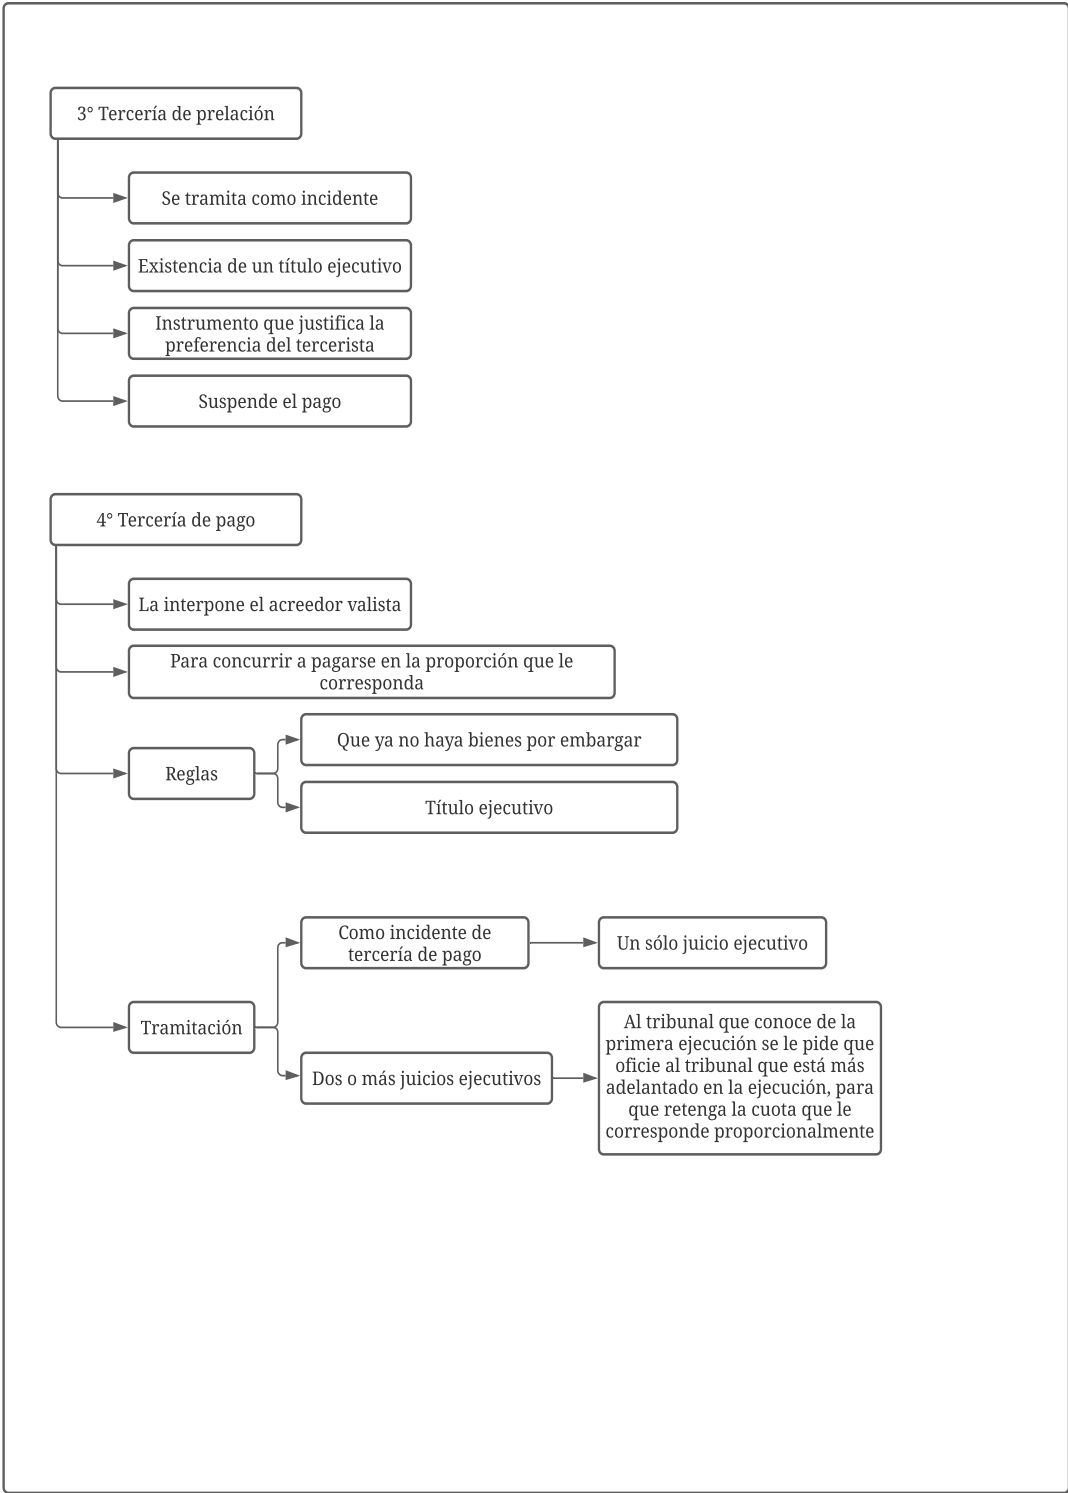 3° Tercería de prelación
Se tramita como incidente
Existencia de un título ejecutivo
Instrumento que justifica la
preferencia del tercerista
Suspende el pago
4° Tercería de pago
La interpone el acreedor valista
Para concurrir a pagarse en la proporción que le
corresponda
Reglas
Que ya no haya bienes por embargar
Título ejecutivo
Tramitación
Como incidente de
tercería de pago
Un sólo juicio ejecutivo
Dos o más juicios ejecutivos
Al tribunal que conoce de la
primera ejecución se le pide que
oficie al tribunal que está más
adelantado en la ejecución, para
que retenga la cuota que le
corresponde proporcionalmente